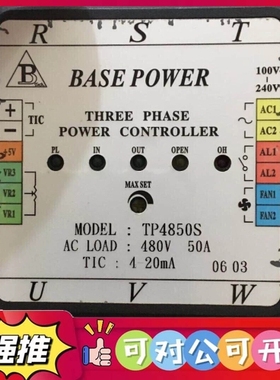 R S T
B
BASE POWER
100V~
240V~
THREE PHASE
POWER CONTROLLER
+
−
TIC
+5V
VR3
VR2
VR1
AC1
AC2
AL1
AL2
FAN1
FAN2
PL IN OUT OPEN OH
MAX SET
MODEL : TP4850S
AC LOAD : 480V 50A
TIC : 4 20mA 06 03
U V W
强推
可对公可开